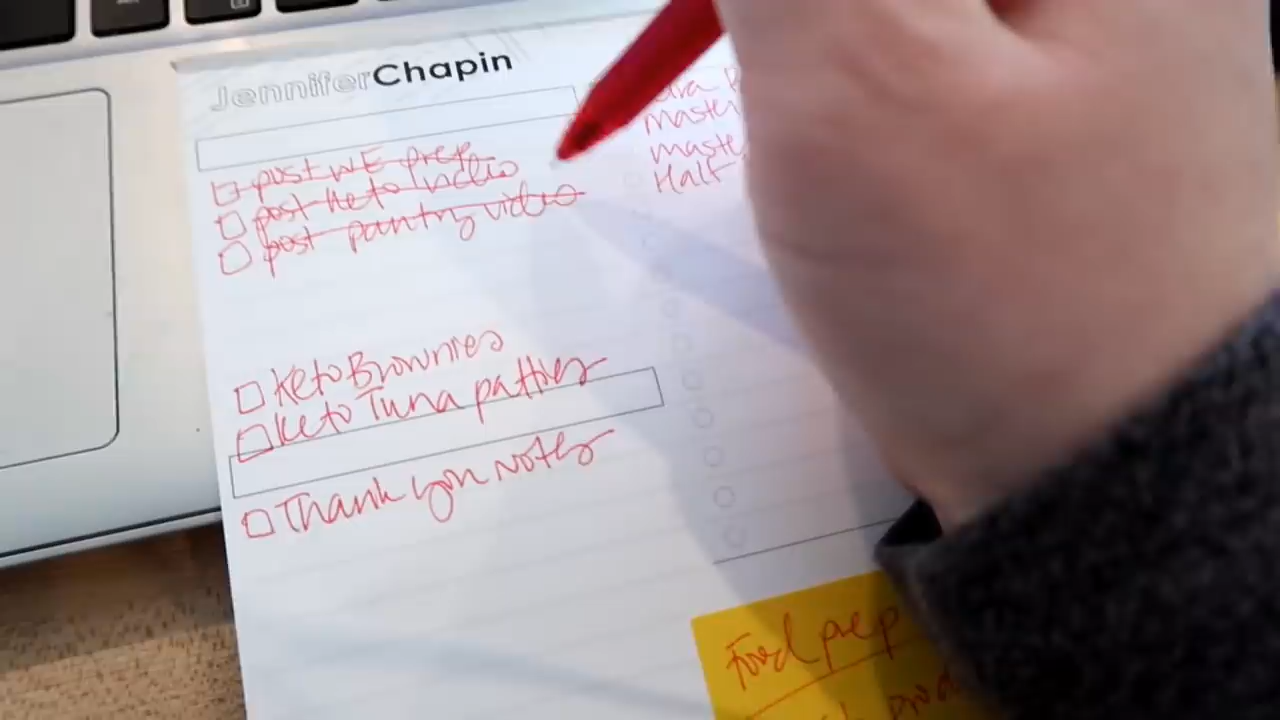 JenniferChapin
post WE prep
post Keto video
post pantry video
Keto Brownies
Keto Tuna patties
Thank you Notes
Half
Food prep